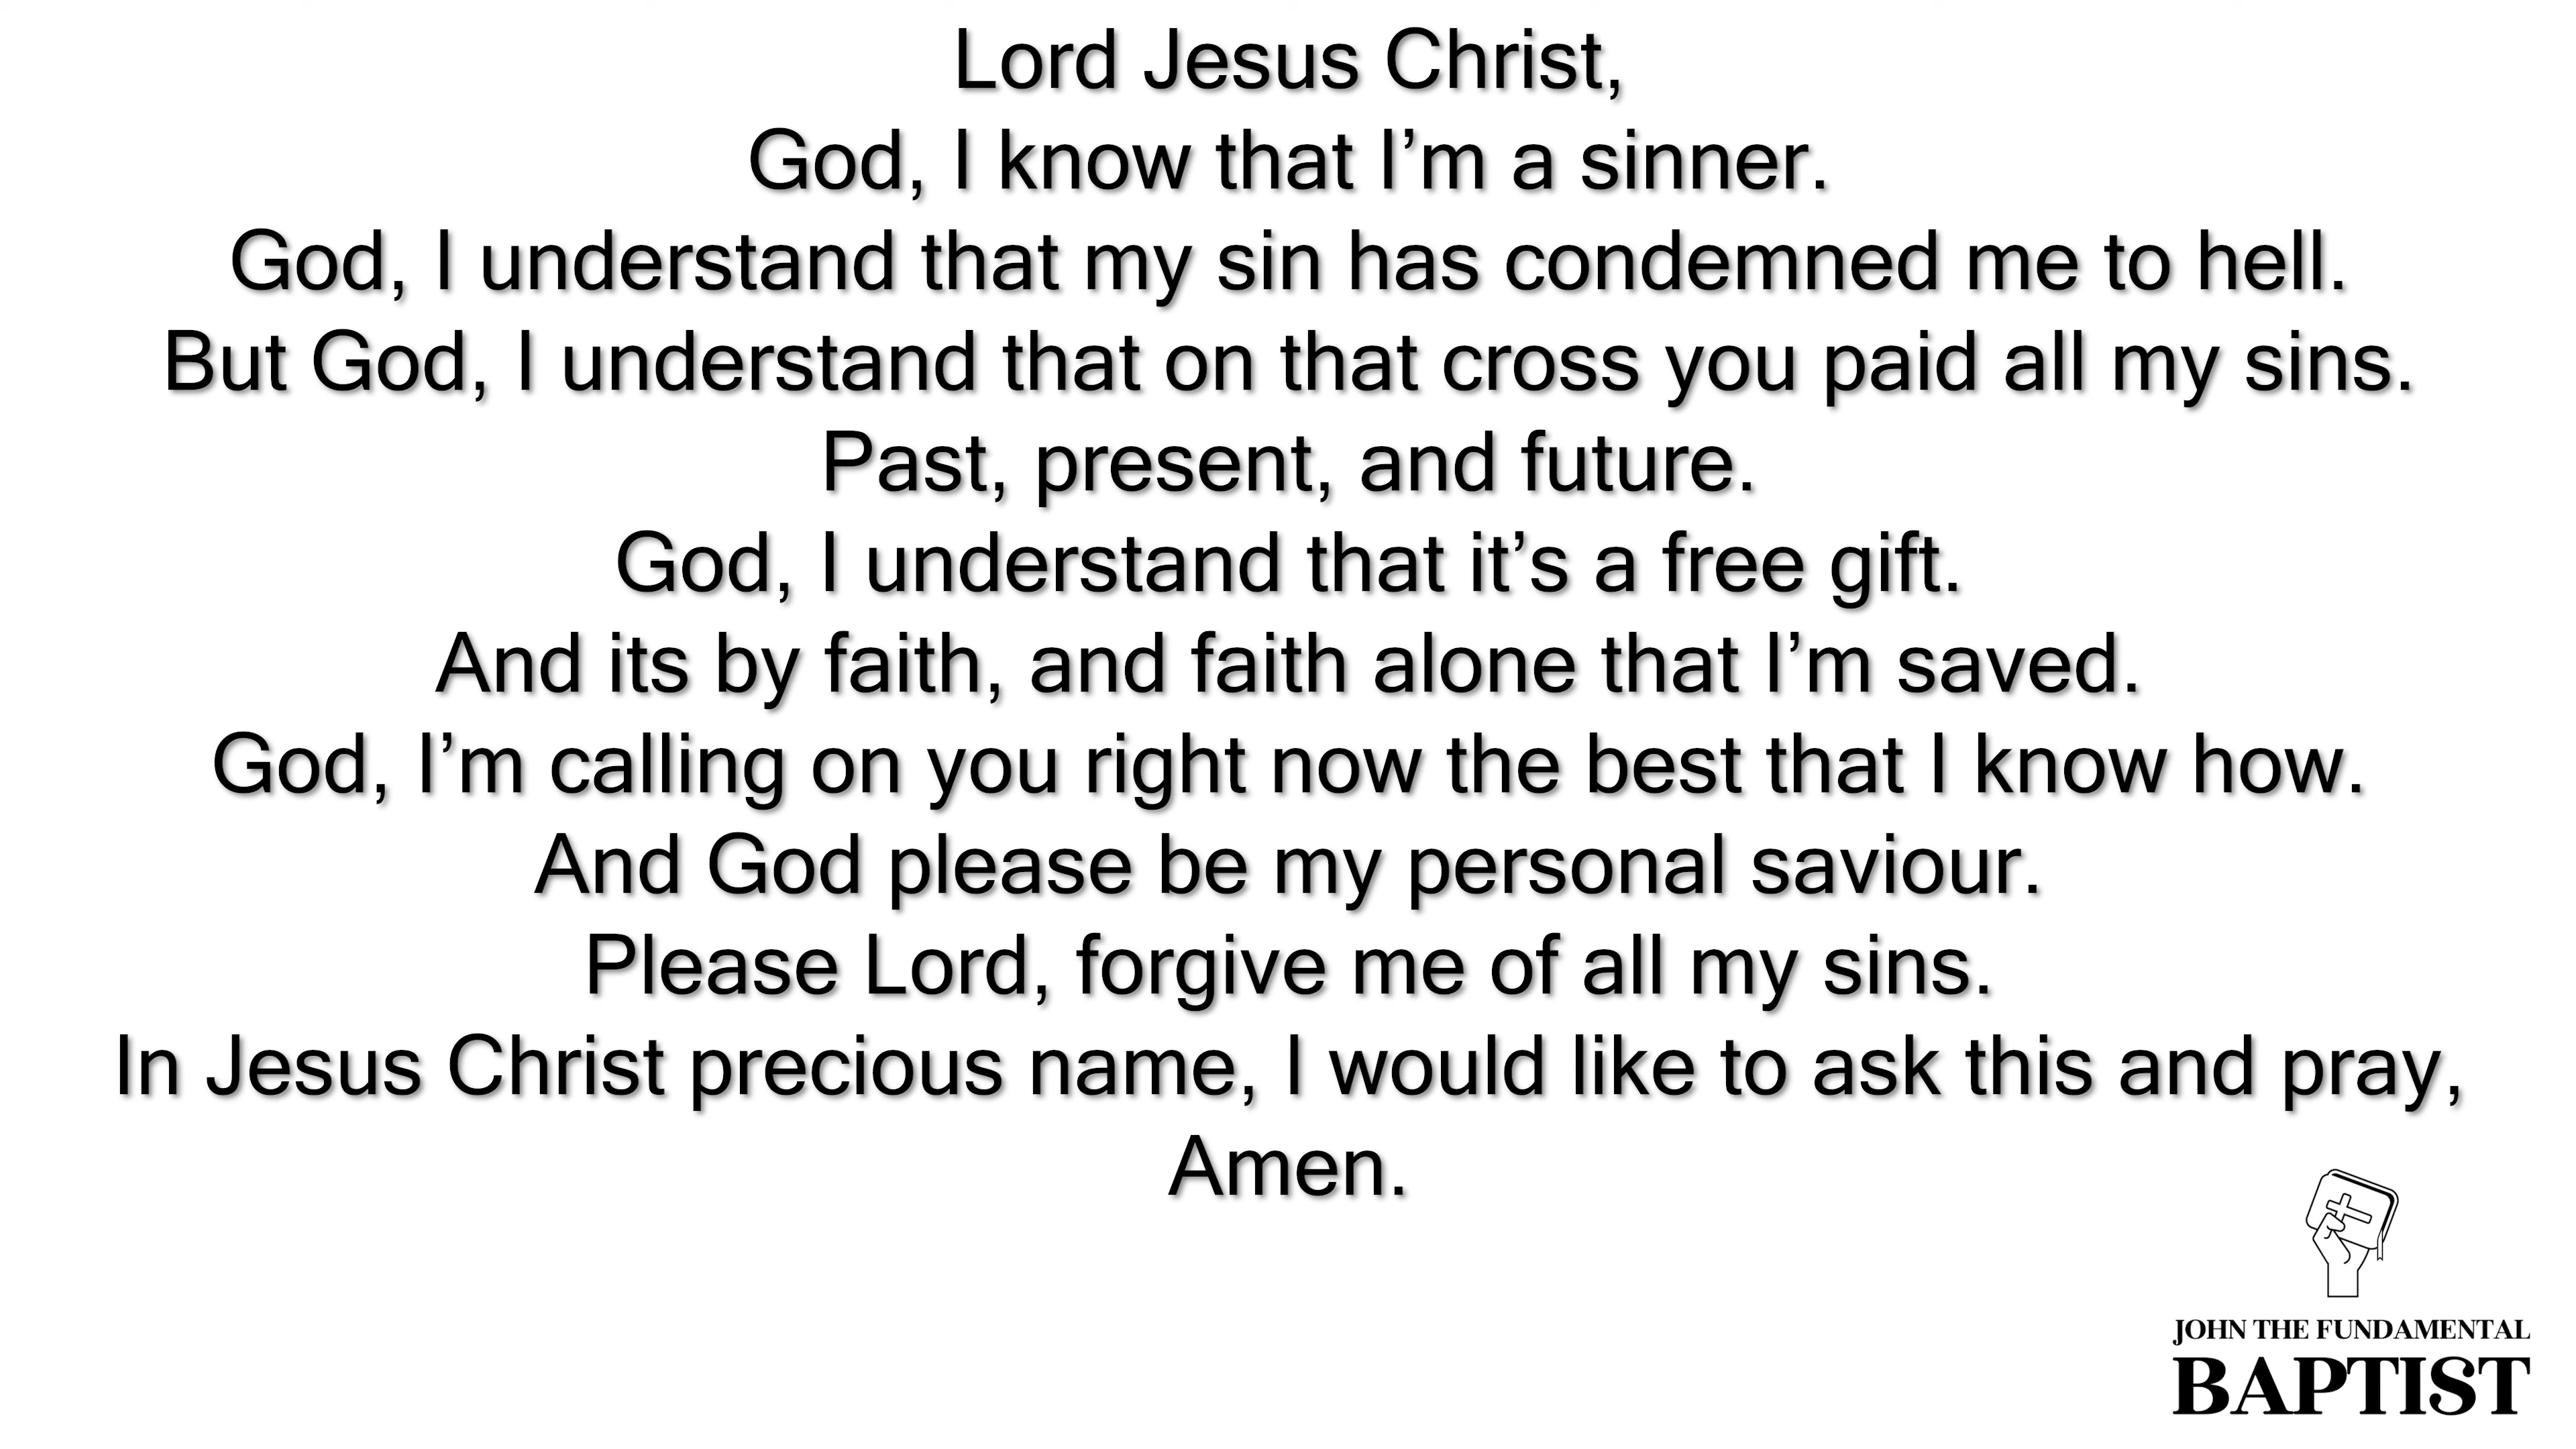 Lord Jesus Christ,
God, I know that I’m a sinner.
God, I understand that my sin has condemned me to hell.
But God, I understand that on that cross you paid all my sins.
Past, present, and future.
God, I understand that it’s a free gift.
And its by faith, and faith alone that I’m saved.
God, I’m calling on you right now the best that I know how.
And God please be my personal saviour.
Please Lord, forgive me of all my sins.
In Jesus Christ precious name, I would like to ask this and pray,
Amen.
JOHN THE FUNDAMENTAL
BAPTIST